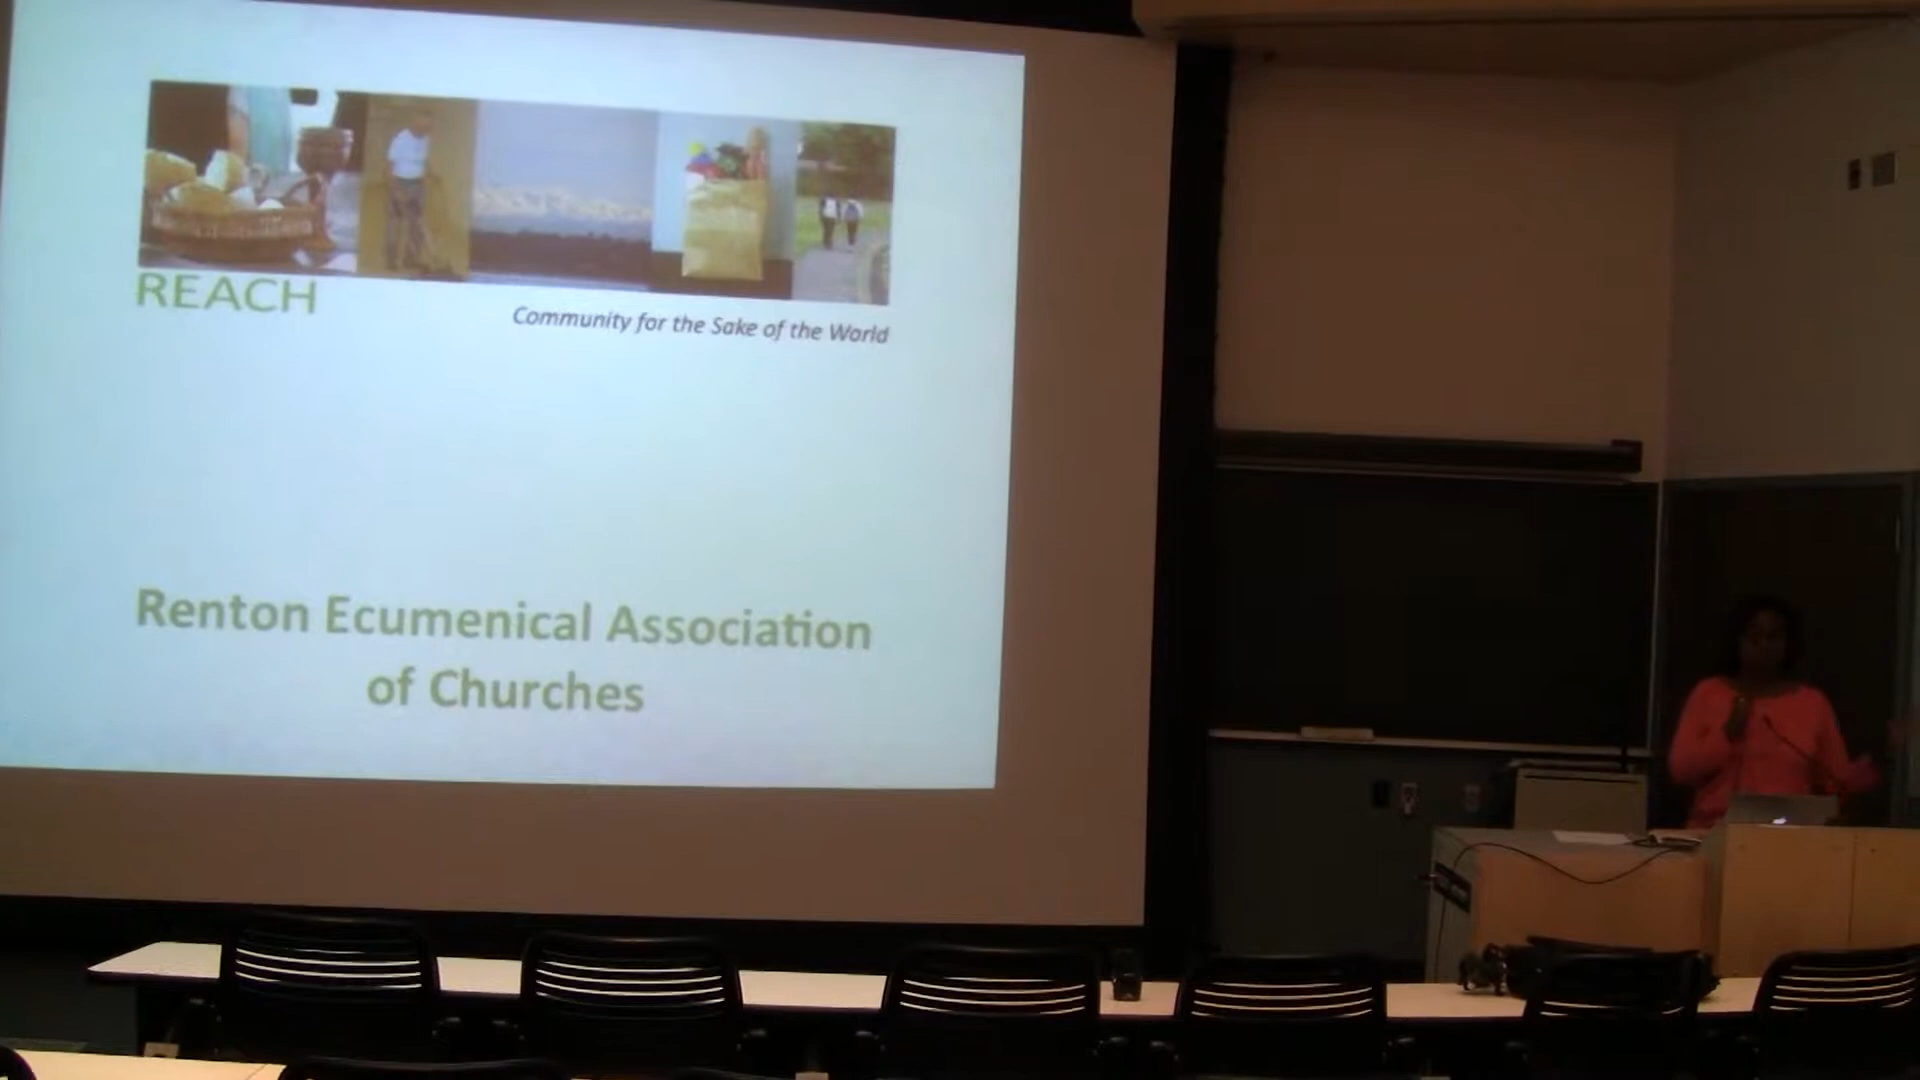 REACH
Community for the Sake of the World
Renton Ecumenical Association
of Churches